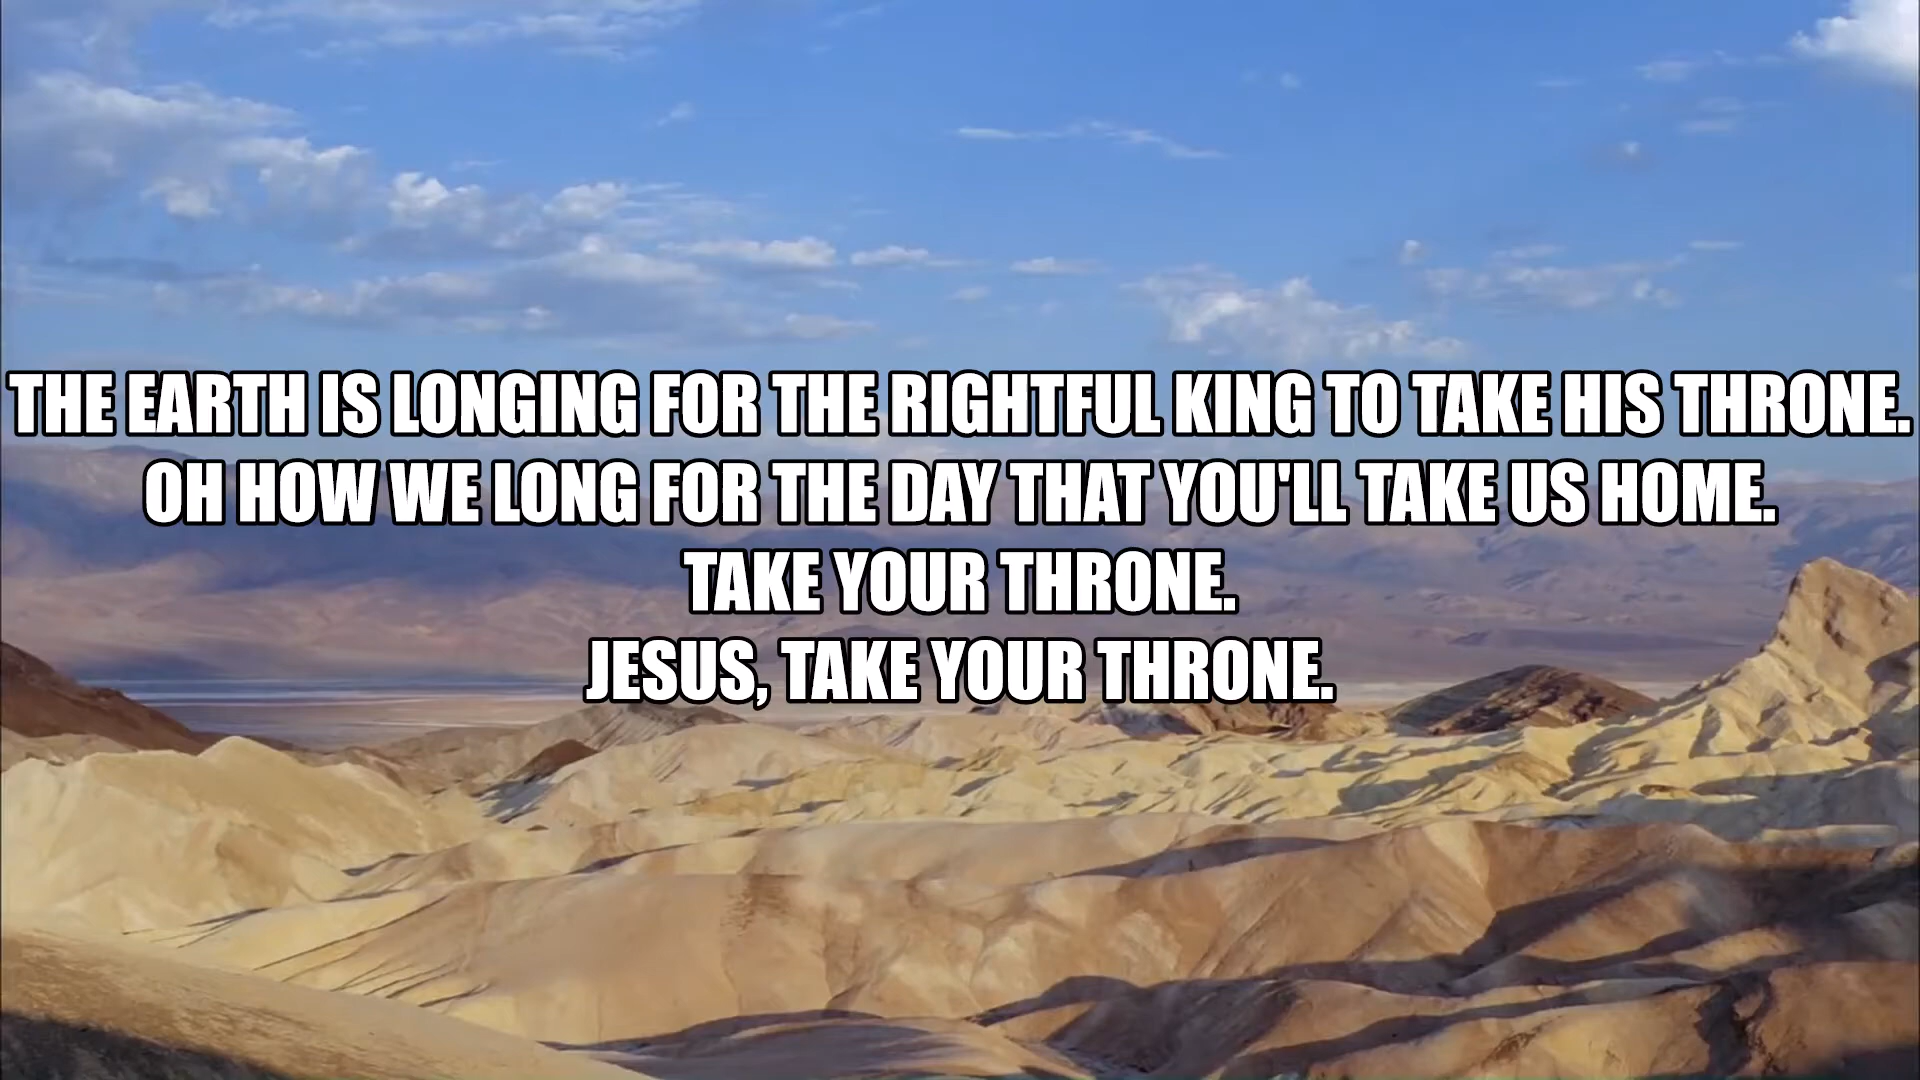 THE EARTH IS LONGING FOR THE RIGHTFUL KING TO TAKE HIS THRONE.
OH HOW WE LONG FOR THE DAY THAT YOU'LL TAKE US HOME.
TAKE YOUR THRONE.
JESUS, TAKE YOUR THRONE.